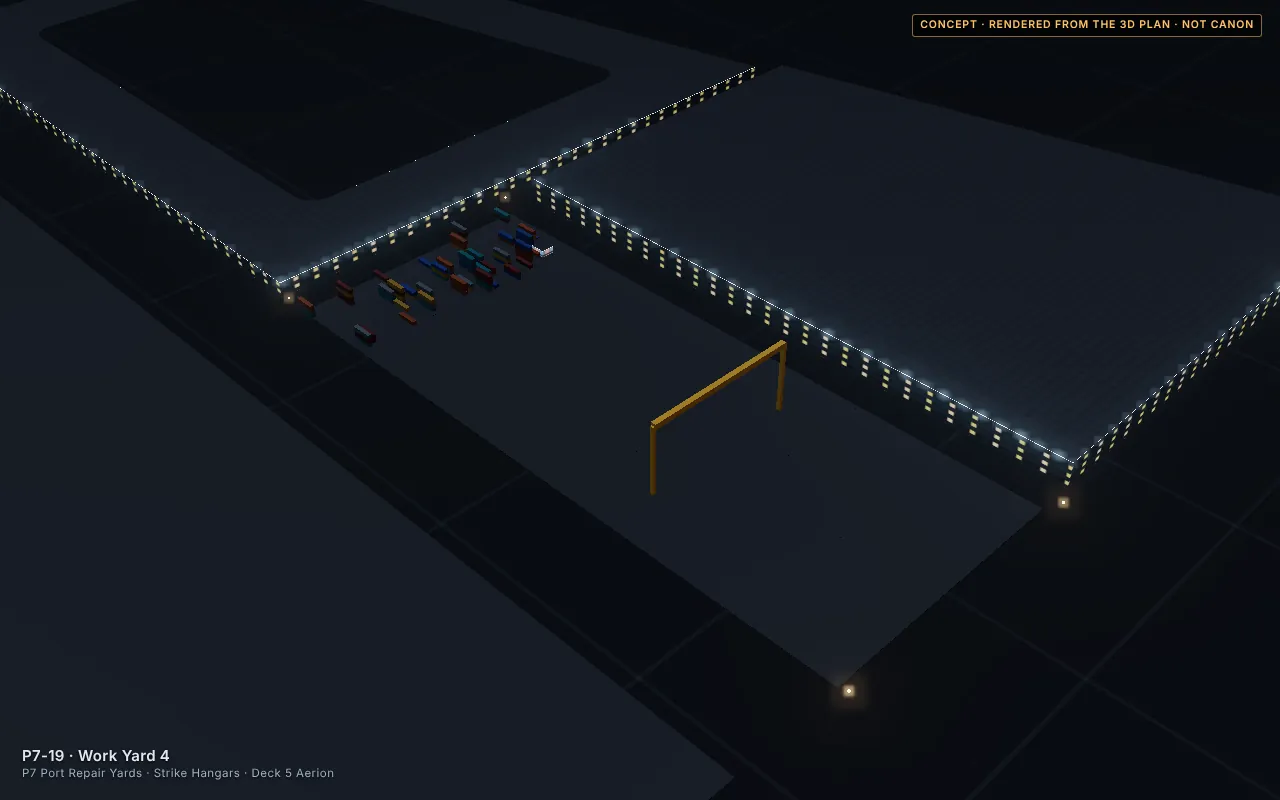 CONCEPT · RENDERED FROM THE 3D PLAN · NOT CANON
P7-19 · Work Yard 4
P7 Port Repair Yards · Strike Hangars · Deck 5 Aerion